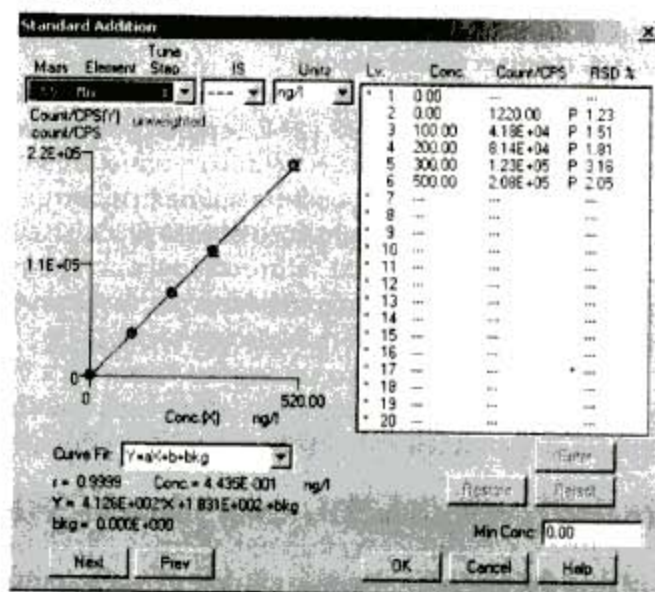 Standard Addition
Tune
Mass Element Step IS Units
Mn --- ng/l
Count/CPS(Y) unweighted
count/CPS
2.2E+05
1.1E+05
0
0 520.00
Conc.(X) ng/l
Lv. Conc. Count/CPS RSD %
* 1 0.00 --- ---
2 0.00 1220.00 P 1.23
3 100.00 4.18E+04 P 1.51
4 200.00 8.14E+04 P 1.81
5 300.00 1.23E+05 P 3.16
6 500.00 2.08E+05 P 2.05
* 7 --- --- ---
* 8 --- --- ---
* 9 --- --- ---
* 10 --- --- ---
* 11 --- --- ---
* 12 --- --- ---
* 13 --- --- ---
* 14 --- --- ---
* 15 --- --- ---
* 16 --- --- ---
* 17 --- --- ---
* 18 --- --- ---
* 19 --- --- ---
* 20 --- --- ---
Curve Fit: Y=aX+b+bkg
r = 0.9999 Conc. = 4.435E-001 ng/l
Y = 4.126E+002*X +1.831E+002 +bkg
bkg = 0.000E+000
Enter
Restore Reject
Min Conc: 0.00
Next Prev OK Cancel Help